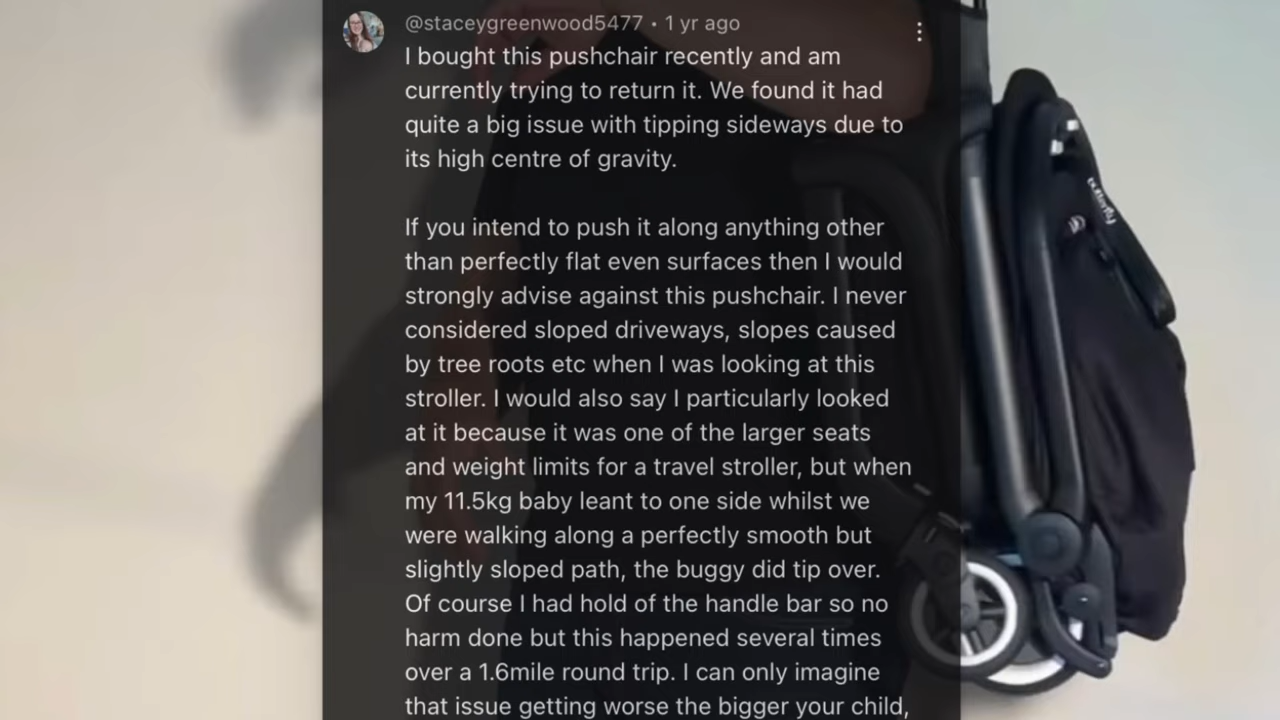 @staceygreenwood5477 • 1 yr ago
I bought this pushchair recently and am
currently trying to return it. We found it had
quite a big issue with tipping sideways due to
its high centre of gravity.
If you intend to push it along anything other
than perfectly flat even surfaces then I would
strongly advise against this pushchair. I never
considered sloped driveways, slopes caused
by tree roots etc when I was looking at this
stroller. I would also say I particularly looked
at it because it was one of the larger seats
and weight limits for a travel stroller, but when
my 11.5kg baby leant to one side whilst we
were walking along a perfectly smooth but
slightly sloped path, the buggy did tip over.
Of course I had hold of the handle bar so no
harm done but this happened several times
over a 1.6mile round trip. I can only imagine
that issue getting worse the bigger your child,
butterfly